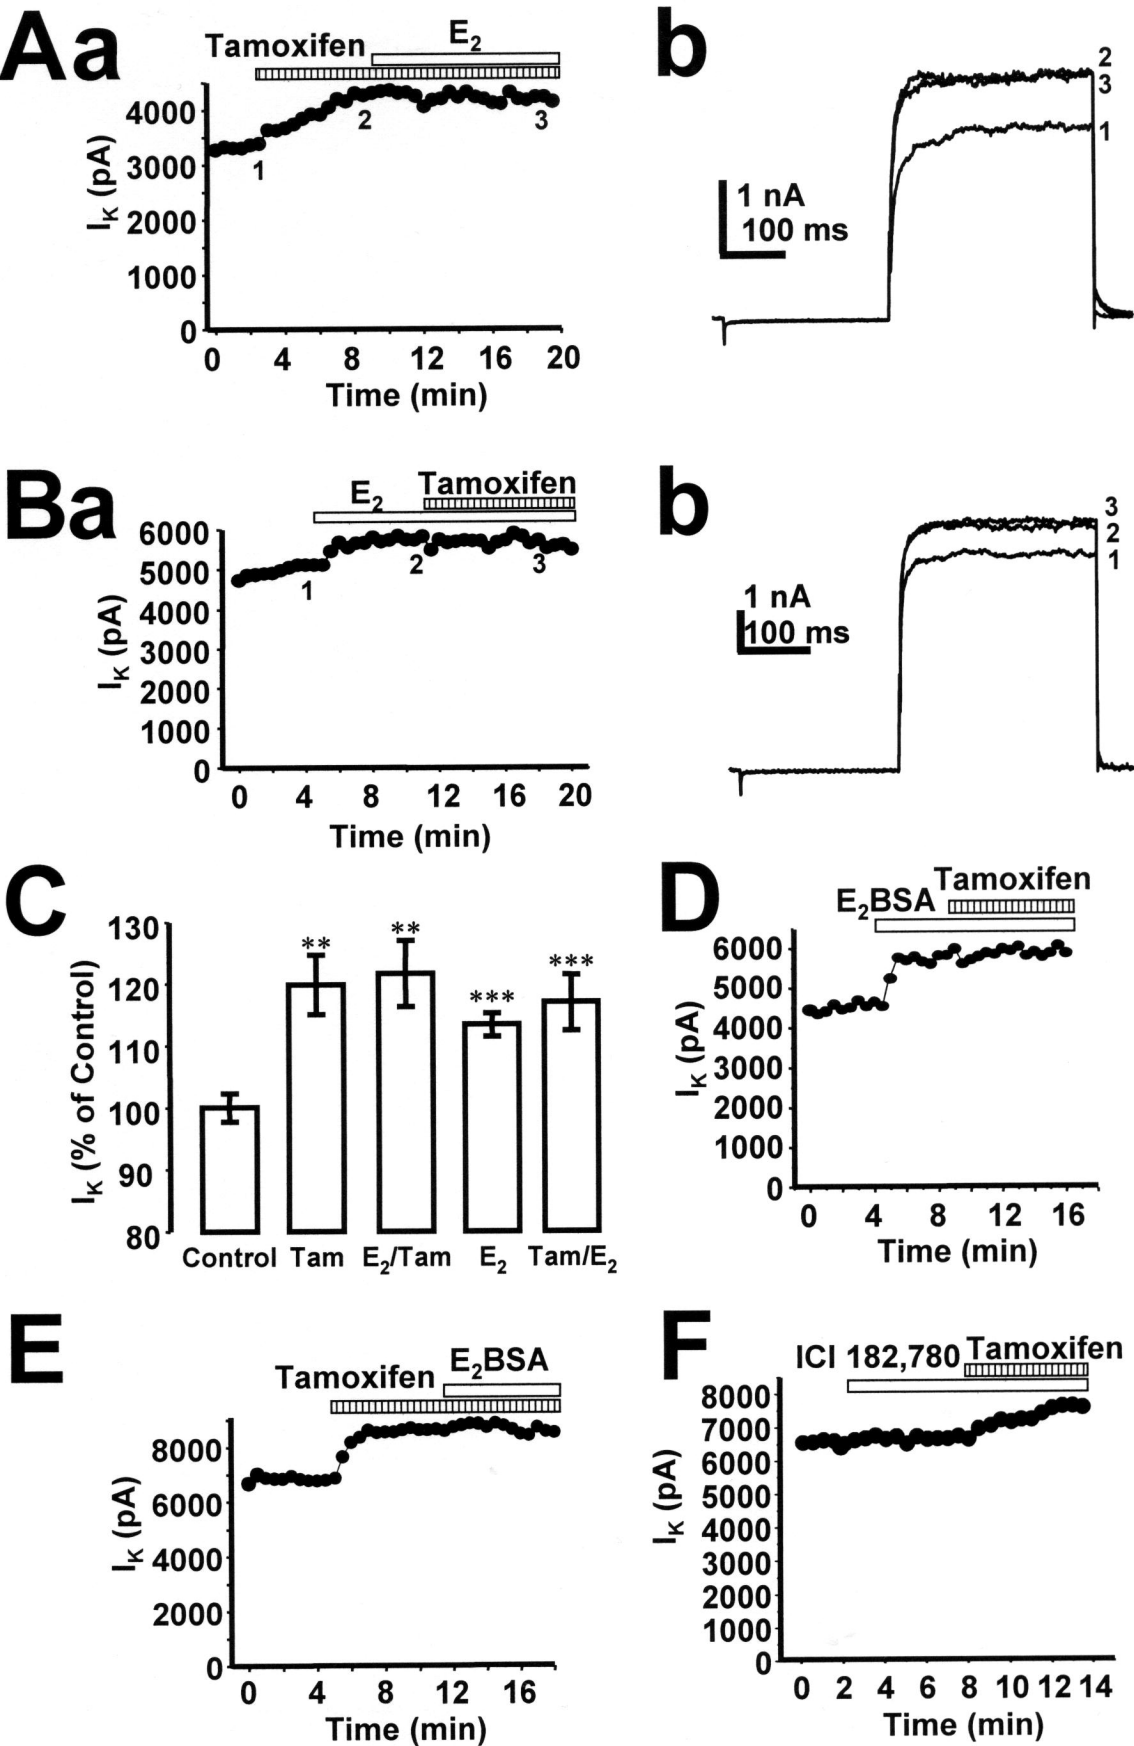 Aa
Tamoxifen
E2
4000
3000
2000
1000
0
IK (pA)
1
2
3
0 4 8 12 16 20
Time (min)
b
2
3
1
1 nA
100 ms
Ba
E2
Tamoxifen
6000
5000
4000
3000
2000
1000
0
IK (pA)
1
2
3
0 4 8 12 16 20
Time (min)
b
3
2
1
1 nA
100 ms
C
130
120
110
100
90
80
IK (% of Control)
** ** *** ***
Control Tam E2/Tam E2 Tam/E2
D
Tamoxifen
E2BSA
6000
5000
4000
3000
2000
1000
0
IK (pA)
0 4 8 12 16
Time (min)
E
E2BSA
Tamoxifen
8000
6000
4000
2000
0
IK (pA)
0 4 8 12 16
Time (min)
F
ICI 182,780 Tamoxifen
8000
7000
6000
5000
4000
3000
2000
1000
0
IK (pA)
0 2 4 6 8 10 12 14
Time (min)